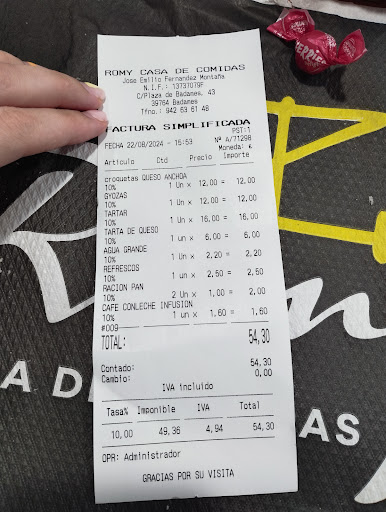 ROMY CASA DE COMIDAS
Jose Emilio Fernandez Montaña
N.I.F.: 13737079F
C/Plaza de Badames, 43
39764 Badames
Tfno.: 942 63 61 48
FACTURA SIMPLIFICADA
PST:1
FECHA 22/08/2024 - 15:53 Nº A/71298
Moneda: €
Artículo Ctd Precio Importe
croquetas QUESO ANCHOA
10% 1 Un x 12,00 = 12,00
GYOZAS
10% 1 Un x 12,00 = 12,00
TARTAR
10% 1 Un x 16,00 = 16,00
TARTA DE QUESO
10% 1 un x 6,00 = 6,00
AGUA GRANDE
10% 1 un x 2,20 = 2,20
REFRESCOS
10% 1 un x 2,50 = 2,50
RACION PAN
10% 2 Un x 1,00 = 2,00
CAFE CONLECHE INFUSION
10% 1 un x 1,60 = 1,60
#009
TOTAL: 54,30
Contado: 54,30
Cambio: 0,00
IVA incluido
Tasa% Imponible IVA Total
10,00 49,36 4,94 54,30
OPR: Administrador
GRACIAS POR SU VISITA
A DE
AS